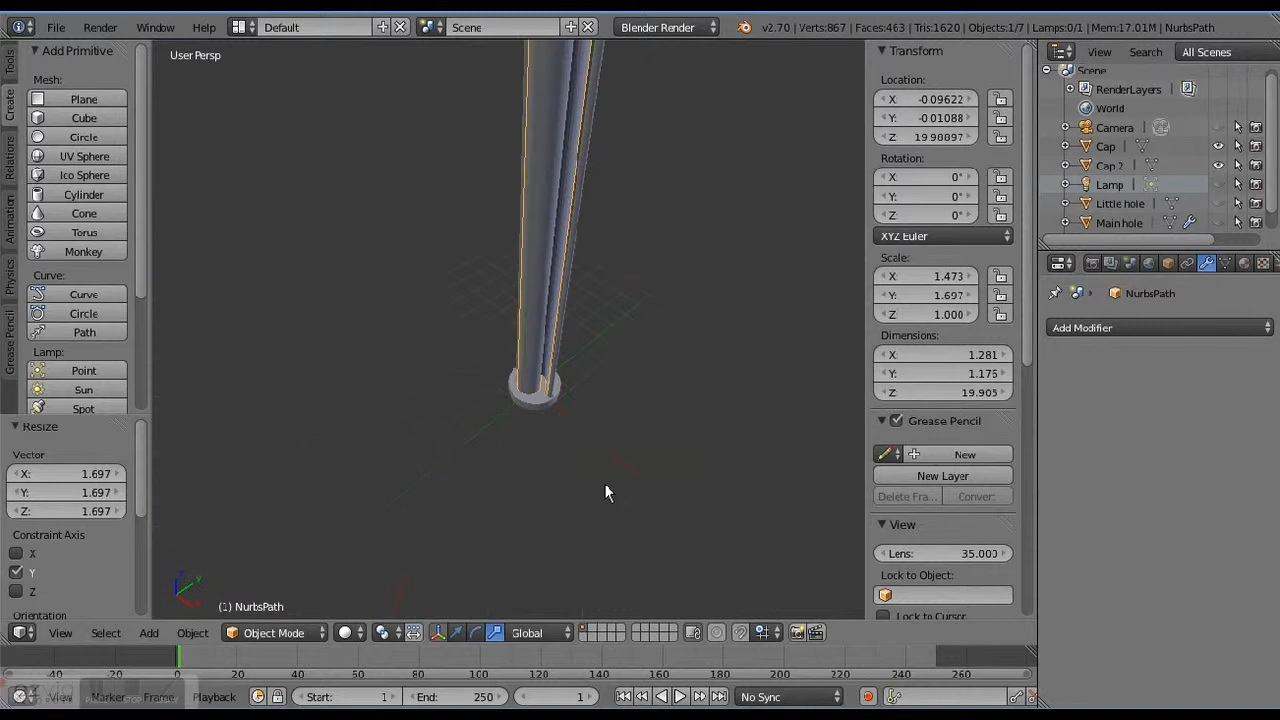 File Render Window Help Default Scene Blender Render v2.70 | Verts:867 | Faces:463 | Tris:1620 | Objects:1/7 | Lamps:0/1 | Mem:17.01M | NurbsPath
Tools
Create
Relations
Animation
Physics
Grease Pencil
Add Primitive
Mesh:
Plane
Cube
Circle
UV Sphere
Ico Sphere
Cylinder
Cone
Torus
Monkey
Curve:
Curve
Circle
Path
Lamp:
Point
Sun
Spot
Resize
Vector
X: 1.697
Y: 1.697
Z: 1.697
Constraint Axis
X
Y
Z
Orientation
User Persp
(1) NurbsPath
Transform
Location:
X: -0.09622
Y: -0.01088
Z: 19.98097
Rotation:
X: 0°
Y: 0°
Z: 0°
XYZ Euler
Scale:
X: 1.473
Y: 1.697
Z: 1.000
Dimensions:
X: 1.281
Y: 1.175
Z: 19.905
Grease Pencil
New
New Layer
Delete Fra... Conver:
View
Lens: 35.000
Lock to Object:
Lock to Cursor
View Search All Scenes
Scene
RenderLayers
World
Camera
Cap
Cap 2
Lamp
Little hole
Main hole
NurbsPath
Add Modifier
View Select Add Object Object Mode Global
-40 -20 0 20 40 60 80 100 120 140 160 180 200 220 240 260
View Marker Frame Playback Start: 1 End: 250 1 No Sync